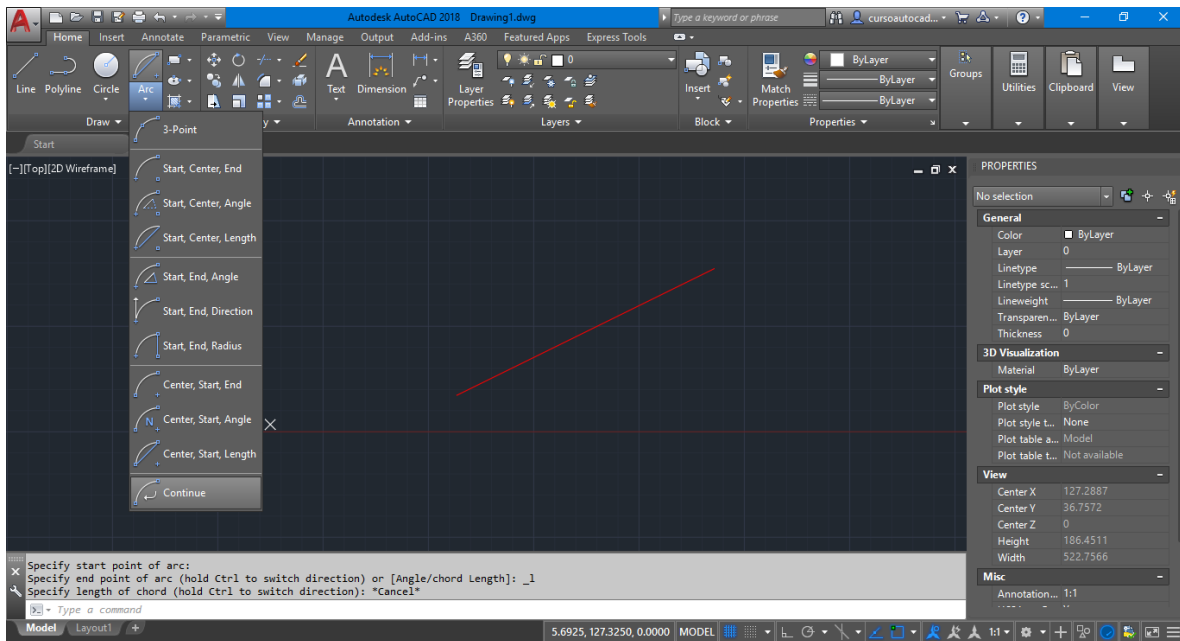 Autodesk AutoCAD 2018 Drawing1.dwg
Type a keyword or phrase
cursoautocad...
Home Insert Annotate Parametric View Manage Output Add-ins A360 Featured Apps Express Tools
Line Polyline Circle Arc
Text Dimension
Layer
Properties
0
Insert
Match
Properties
ByLayer
ByLayer
ByLayer
Groups
Utilities
Clipboard
View
Draw
y
Annotation
Layers
Block
Properties
Start
3-Point
Start, Center, End
Start, Center, Angle
Start, Center, Length
Start, End, Angle
Start, End, Direction
Start, End, Radius
Center, Start, End
Center, Start, Angle
Center, Start, Length
Continue
[−][Top][2D Wireframe]
PROPERTIES
No selection
General
Color ByLayer
Layer 0
Linetype ByLayer
Linetype sc... 1
Lineweight ByLayer
Transparen... ByLayer
Thickness 0
3D Visualization
Material ByLayer
Plot style
Plot style ByColor
Plot style t... None
Plot table a... Model
Plot table t... Not available
View
Center X 127.2887
Center Y 36.7572
Center Z 0
Height 186.4511
Width 522.7566
Misc
Annotation... 1:1
Specify start point of arc:
Specify end point of arc (hold Ctrl to switch direction) or [Angle/chord Length]: _l
Specify length of chord (hold Ctrl to switch direction): *Cancel*
Type a command
Model Layout1 +
5.6925, 127.3250, 0.0000 MODEL
1:1